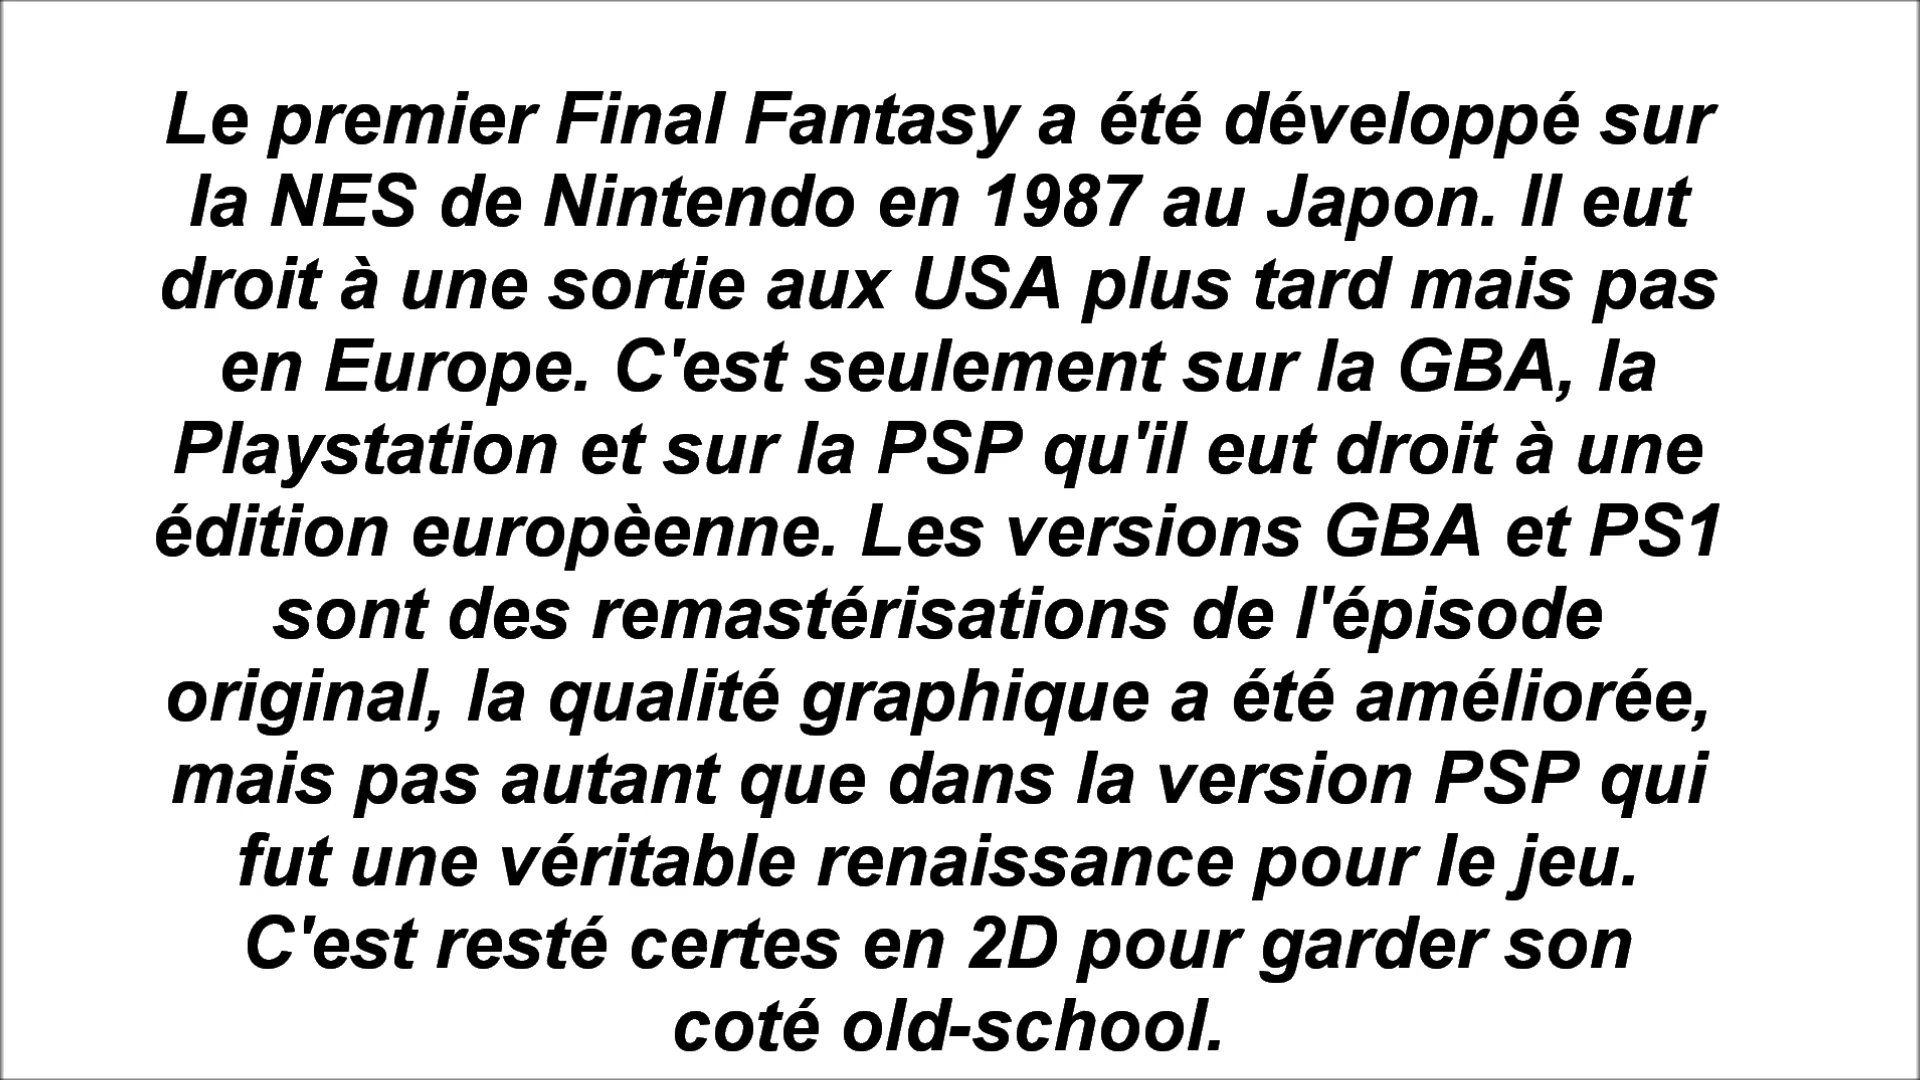 Le premier Final Fantasy a été développé sur
la NES de Nintendo en 1987 au Japon. Il eut
droit à une sortie aux USA plus tard mais pas
en Europe. C'est seulement sur la GBA, la
Playstation et sur la PSP qu'il eut droit à une
édition europèenne. Les versions GBA et PS1
sont des remastérisations de l'épisode
original, la qualité graphique a été améliorée,
mais pas autant que dans la version PSP qui
fut une véritable renaissance pour le jeu.
C'est resté certes en 2D pour garder son
coté old-school.